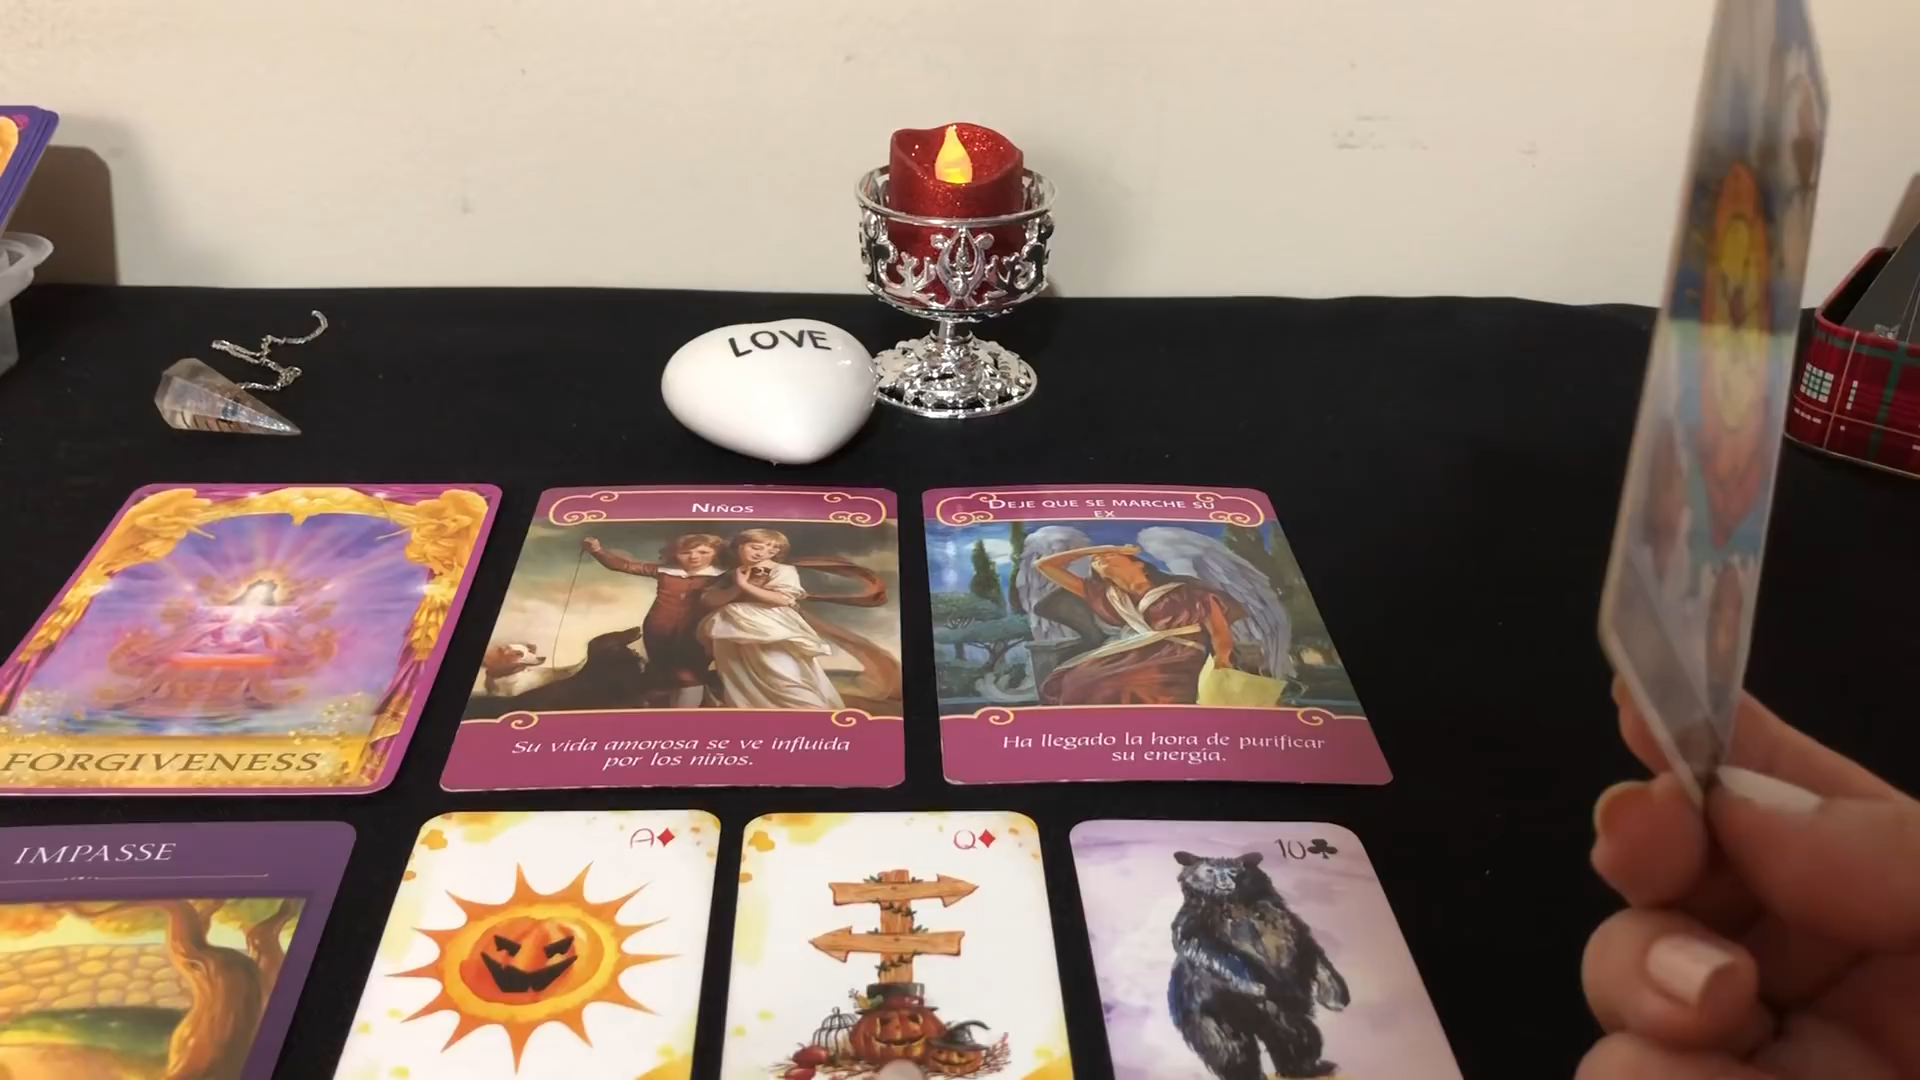 LOVE
NIÑOS
DEJE QUE SE MARCHE SU
EX
Su vida amorosa se ve influida
por los niños.
Ha llegado la hora de purificar
su energía.
FORGIVENESS
IMPASSE
A♦
Q♦
10♣